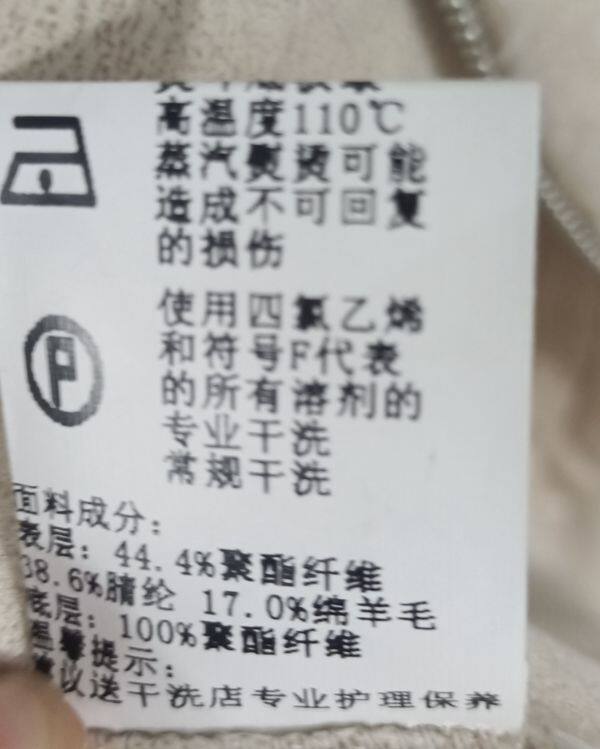 高温度110℃
蒸汽熨烫可能
造成不可回复
的损伤
使用四氯乙烯
和符号F代表
的所有溶剂的
专业干洗
常规干洗
P
面料成分:
表层: 44.4%聚酯纤维
38.6%腈纶 17.0%绵羊毛
底层: 100%聚酯纤维
温馨提示:
建议送干洗店专业护理保养